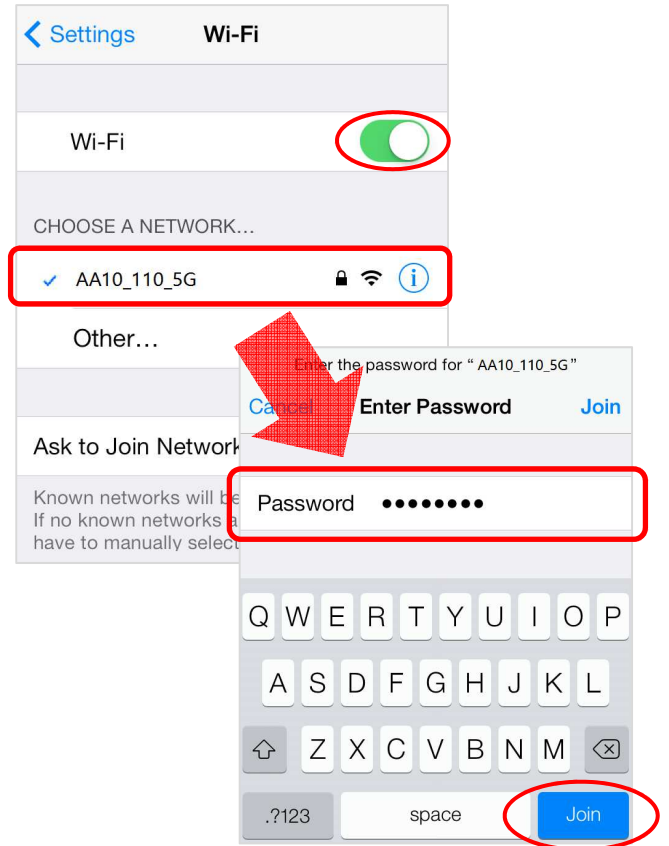 Settings Wi-Fi
Wi-Fi
CHOOSE A NETWORK...
AA10_110_5G
Other...
Ask to Join Network
Known networks will be
If no known networks a
have to manually select
Enter the password for “ AA10_110_5G”
Cancel Enter Password Join
Password ●●●●●●●●
Q W E R T Y U I O P
A S D F G H J K L
Z X C V B N M
.?123 space Join